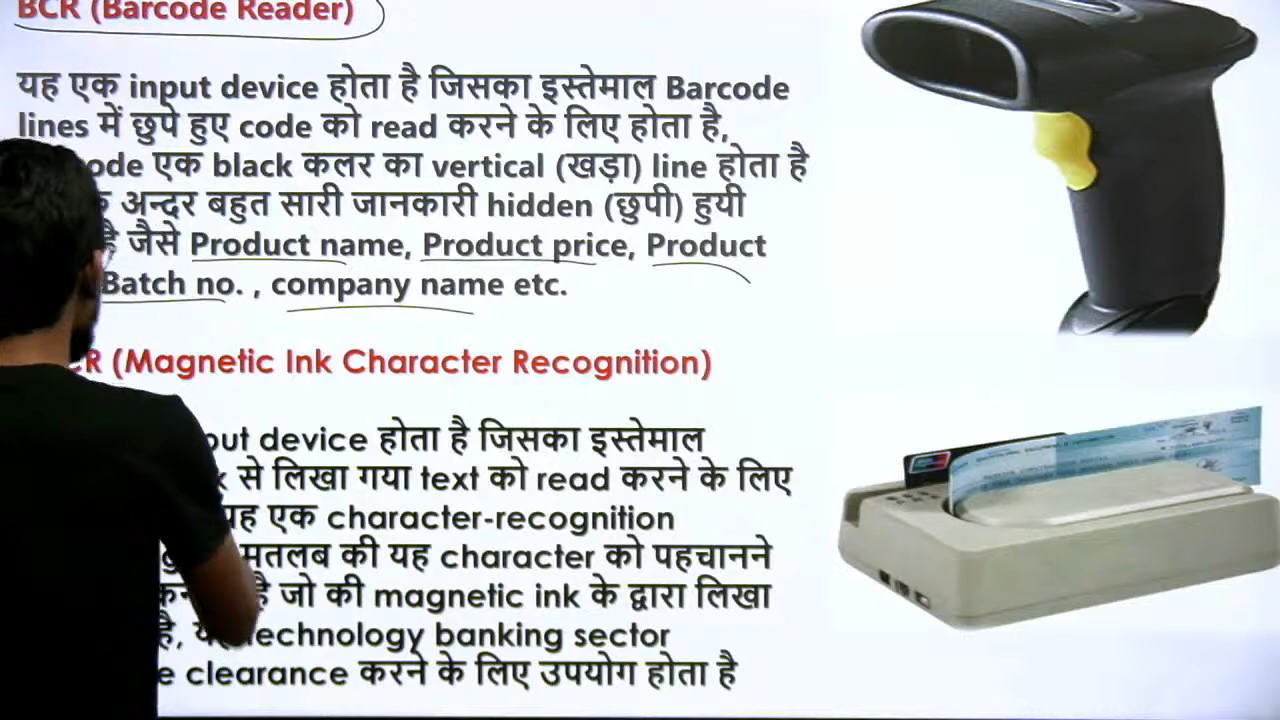 BCR (Barcode Reader)
यह एक input device होता है जिसका इस्तेमाल Barcode
lines में छुपे हुए code को read करने के लिए होता है,
एक black कलर का vertical (खड़ा) line होता है
अन्दर बहुत सारी जानकारी hidden (छुपी) हुयी
है जैसे Product name, Product price, Product
Batch no. , company name etc.
(Magnetic Ink Character Recognition)
device होता है जिसका इस्तेमाल
से लिखा गया text को read करने के लिए
यह एक character-recognition
मतलब की यह character को पहचानने
है जो की magnetic ink के द्वारा लिखा
है, technology banking sector
clearance करने के लिए उपयोग होता है